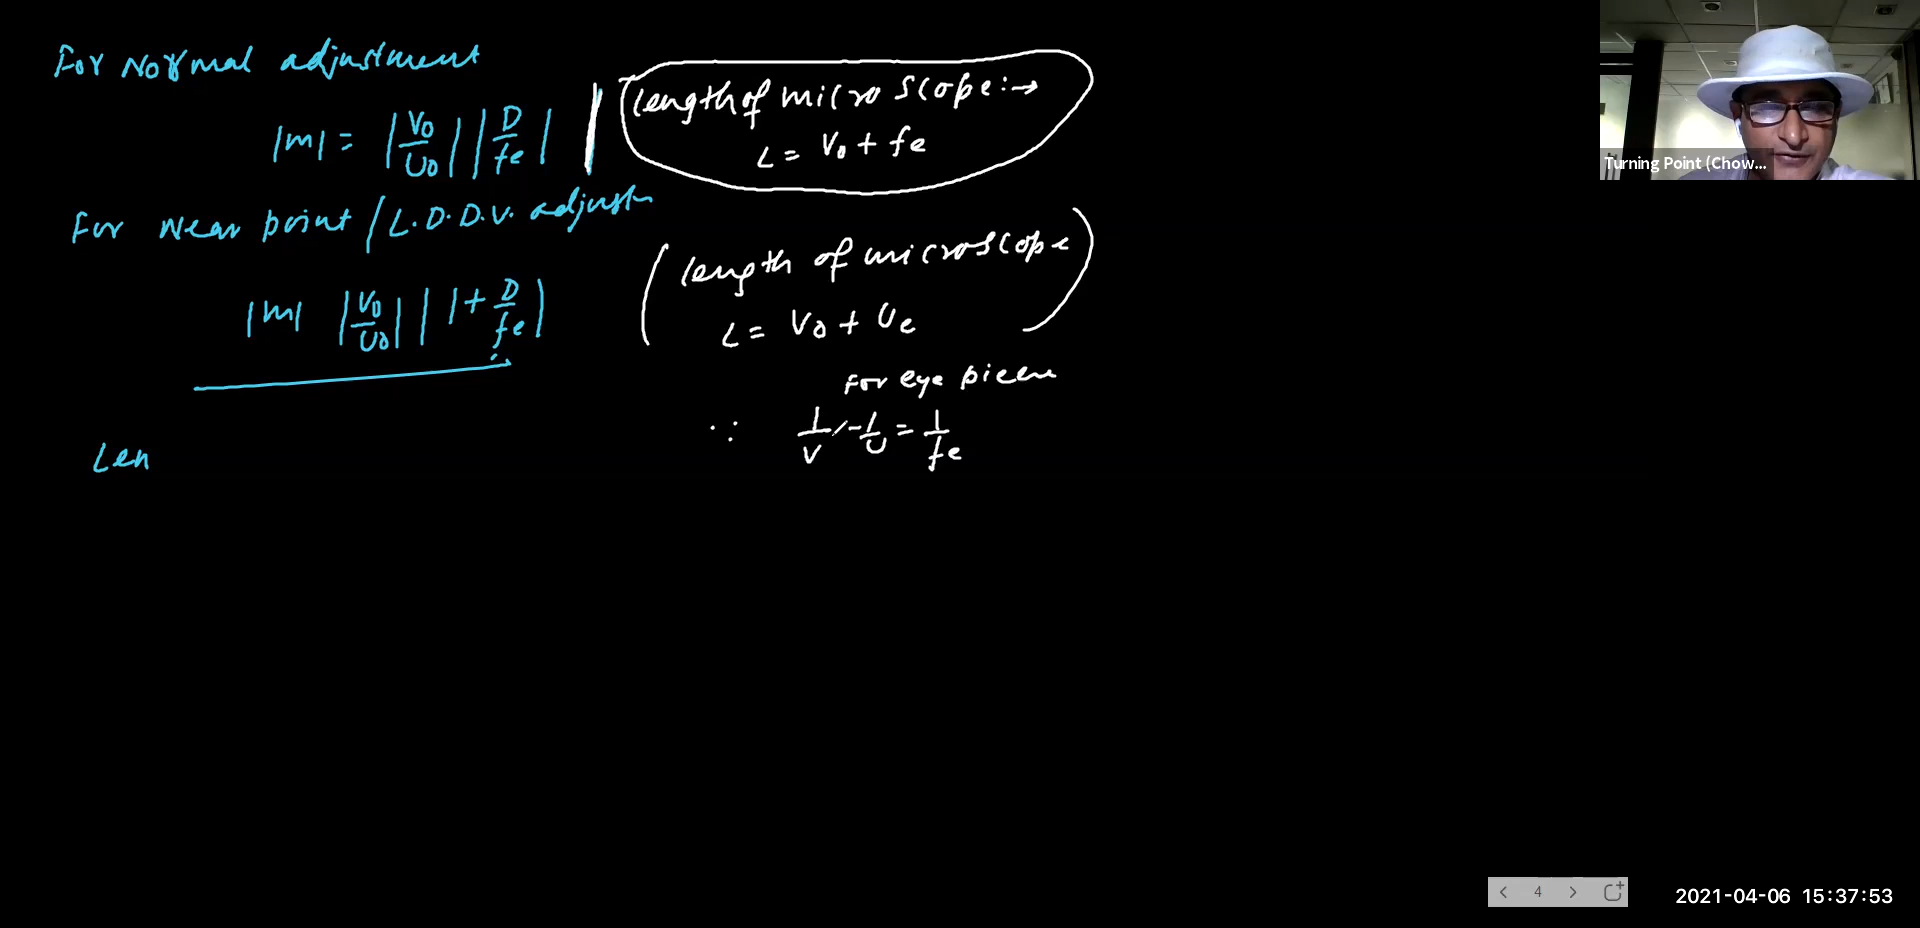 For Normal adjustment
|m| = |V₀/U₀| |D/fe|
length of microscope :→
L = V₀ + fe
For Near point / L.D.D.V. adjustm
|m| |V₀/U₀| |1 + D/fe|
length of microscope
L = V₀ + Ue
For eye piece
∵ 1/V - 1/U = 1/fe
Len
Turning Point (Chow...
4
2021-04-06 15:37:53